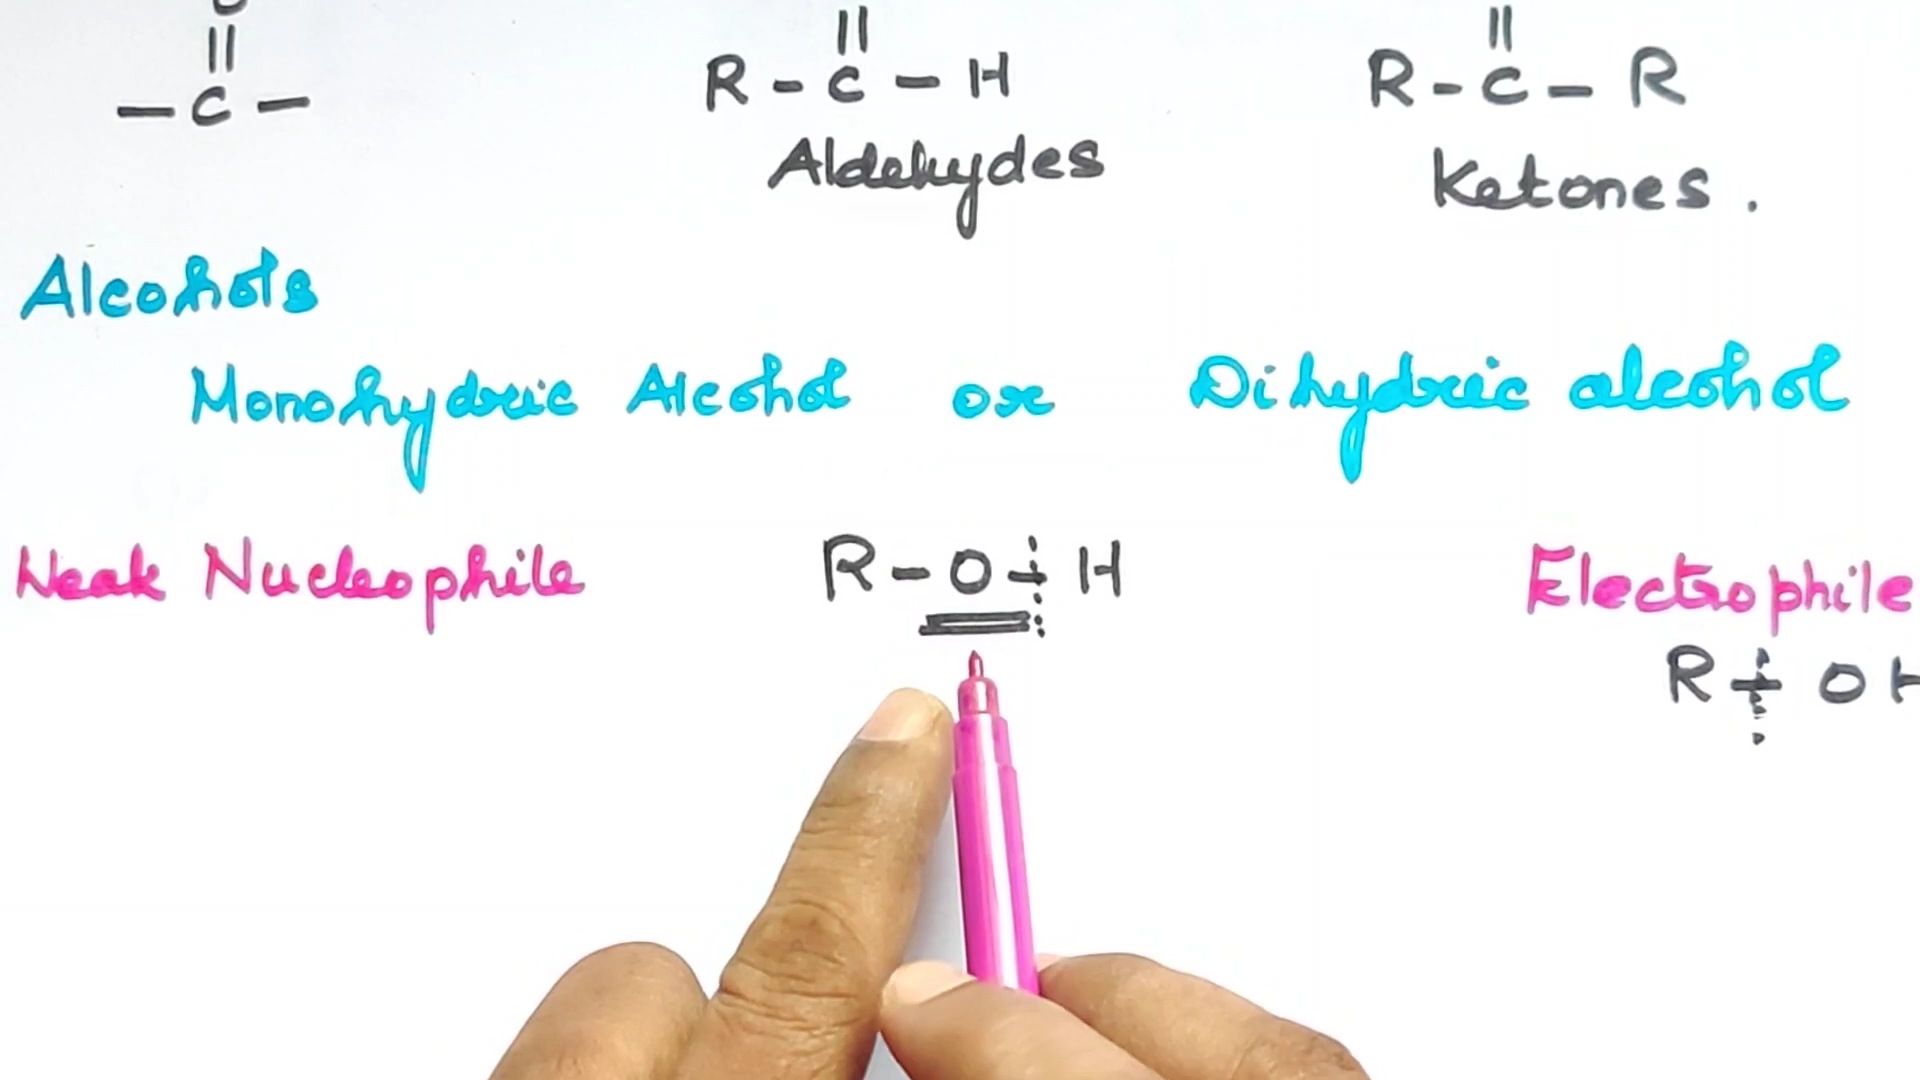 O
||
- C -
||
R - C - H
Aldehydes
||
R - C - R
Ketones .
Alcohols
Monohydric Alcohol or Dihydric alcohol
Weak Nucleophile
R - O - H
Electrophile
R - OH